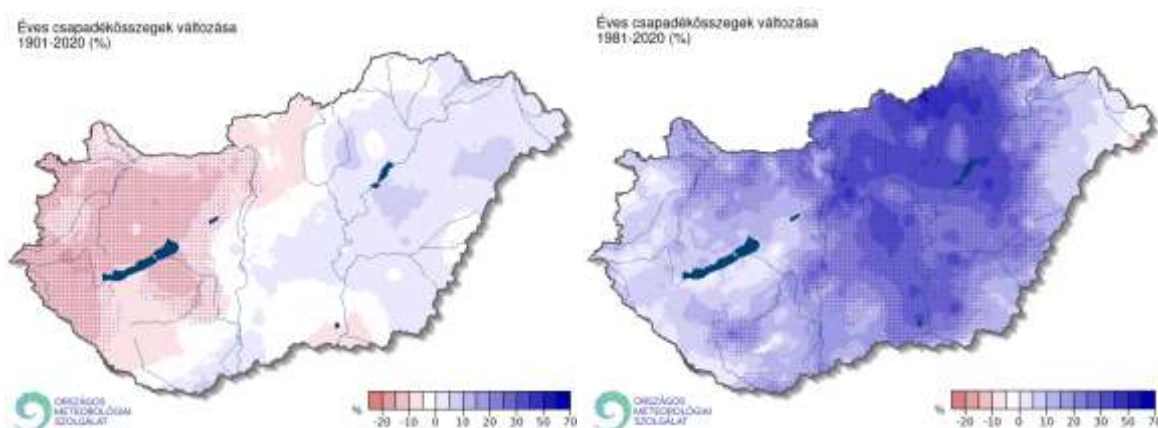 Éves csapadékösszegek változása
1901-2020 (%)
ORSZÁGOS
METEOROLÓGIAI
SZOLGÁLAT
% -20 -10 0 10 20 30 50 70
Éves csapadékösszegek változása
1981-2020 (%)
ORSZÁGOS
METEOROLÓGIAI
SZOLGÁLAT
% -20 -10 0 10 20 30 50 70